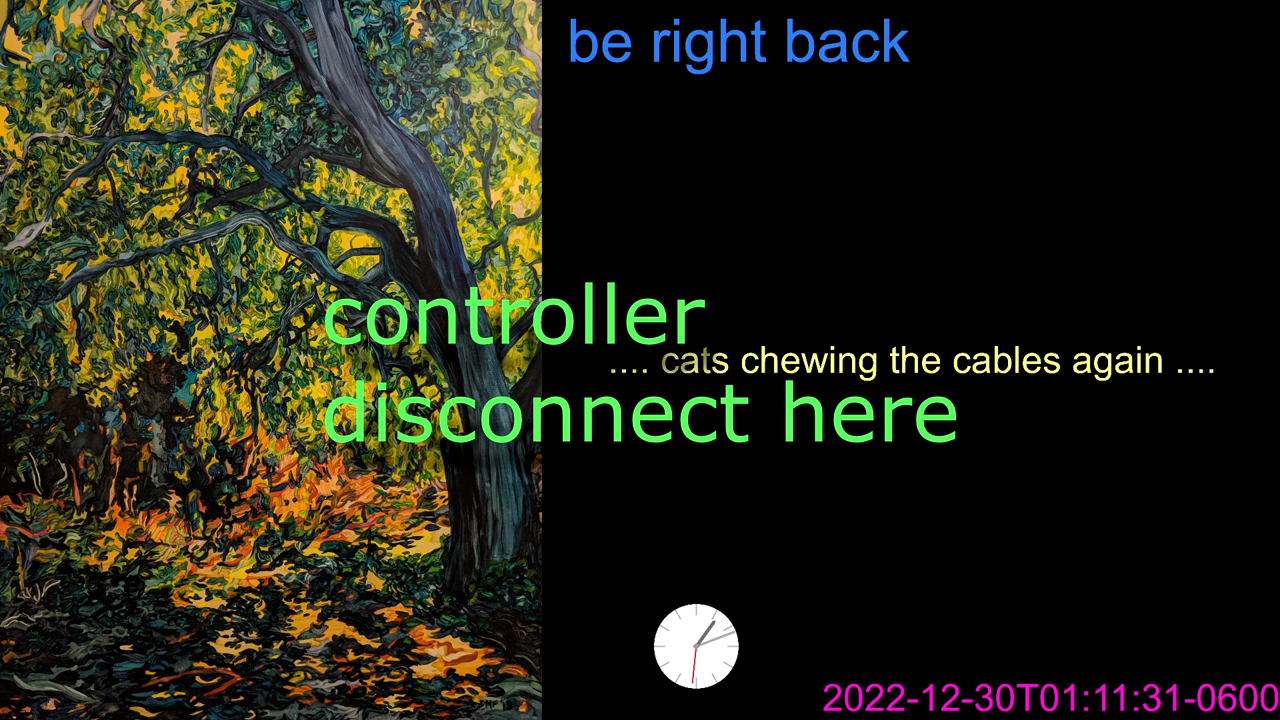 be right back
controller
.... cats chewing the cables again ....
disconnect here
2022-12-30T01:11:31-0600